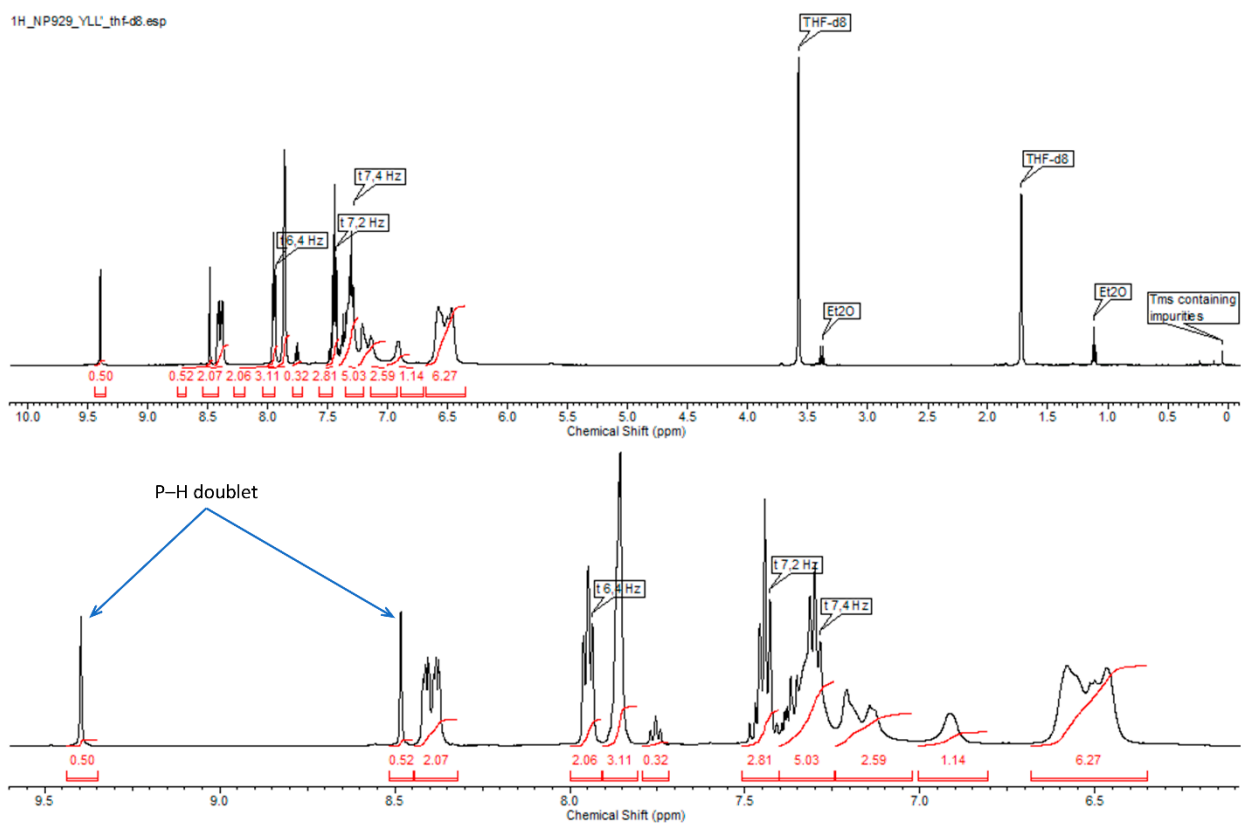 1H_NP929_YLL'_thf-d8.esp
THF-d8
t 7,4 Hz
THF-d8
t 7,2 Hz
t 6,4 Hz
Et2O
Et2O
Tms containing
impurities
0.50 0.52 2.07 2.06 3.11 0.32 2.81 5.03 2.59 1.14 6.27
10.0 9.5 9.0 8.5 8.0 7.5 7.0 6.5 6.0 5.5 5.0 4.5 4.0 3.5 3.0 2.5 2.0 1.5 1.0 0.5 0
Chemical Shift (ppm)
P–H doublet
t 7,2 Hz
t 6,4 Hz
t 7,4 Hz
0.50 0.52 2.07 2.06 3.11 0.32 2.81 5.03 2.59 1.14 6.27
9.5 9.0 8.5 8.0 7.5 7.0 6.5
Chemical Shift (ppm)